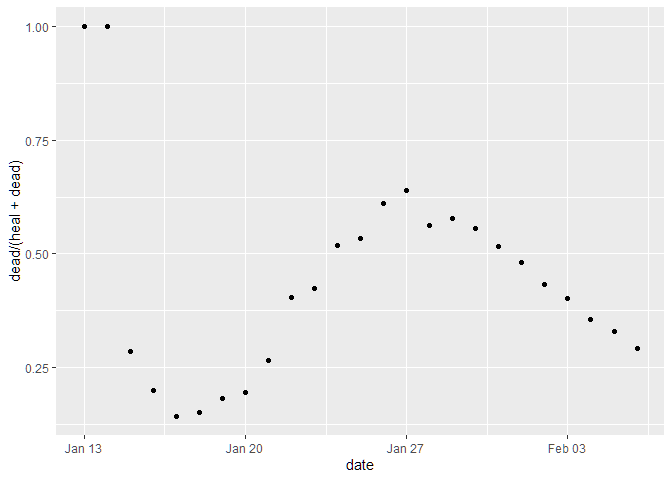 1.00
0.75
0.50
0.25
dead/(heal + dead)
Jan 13
Jan 20
Jan 27
Feb 03
date